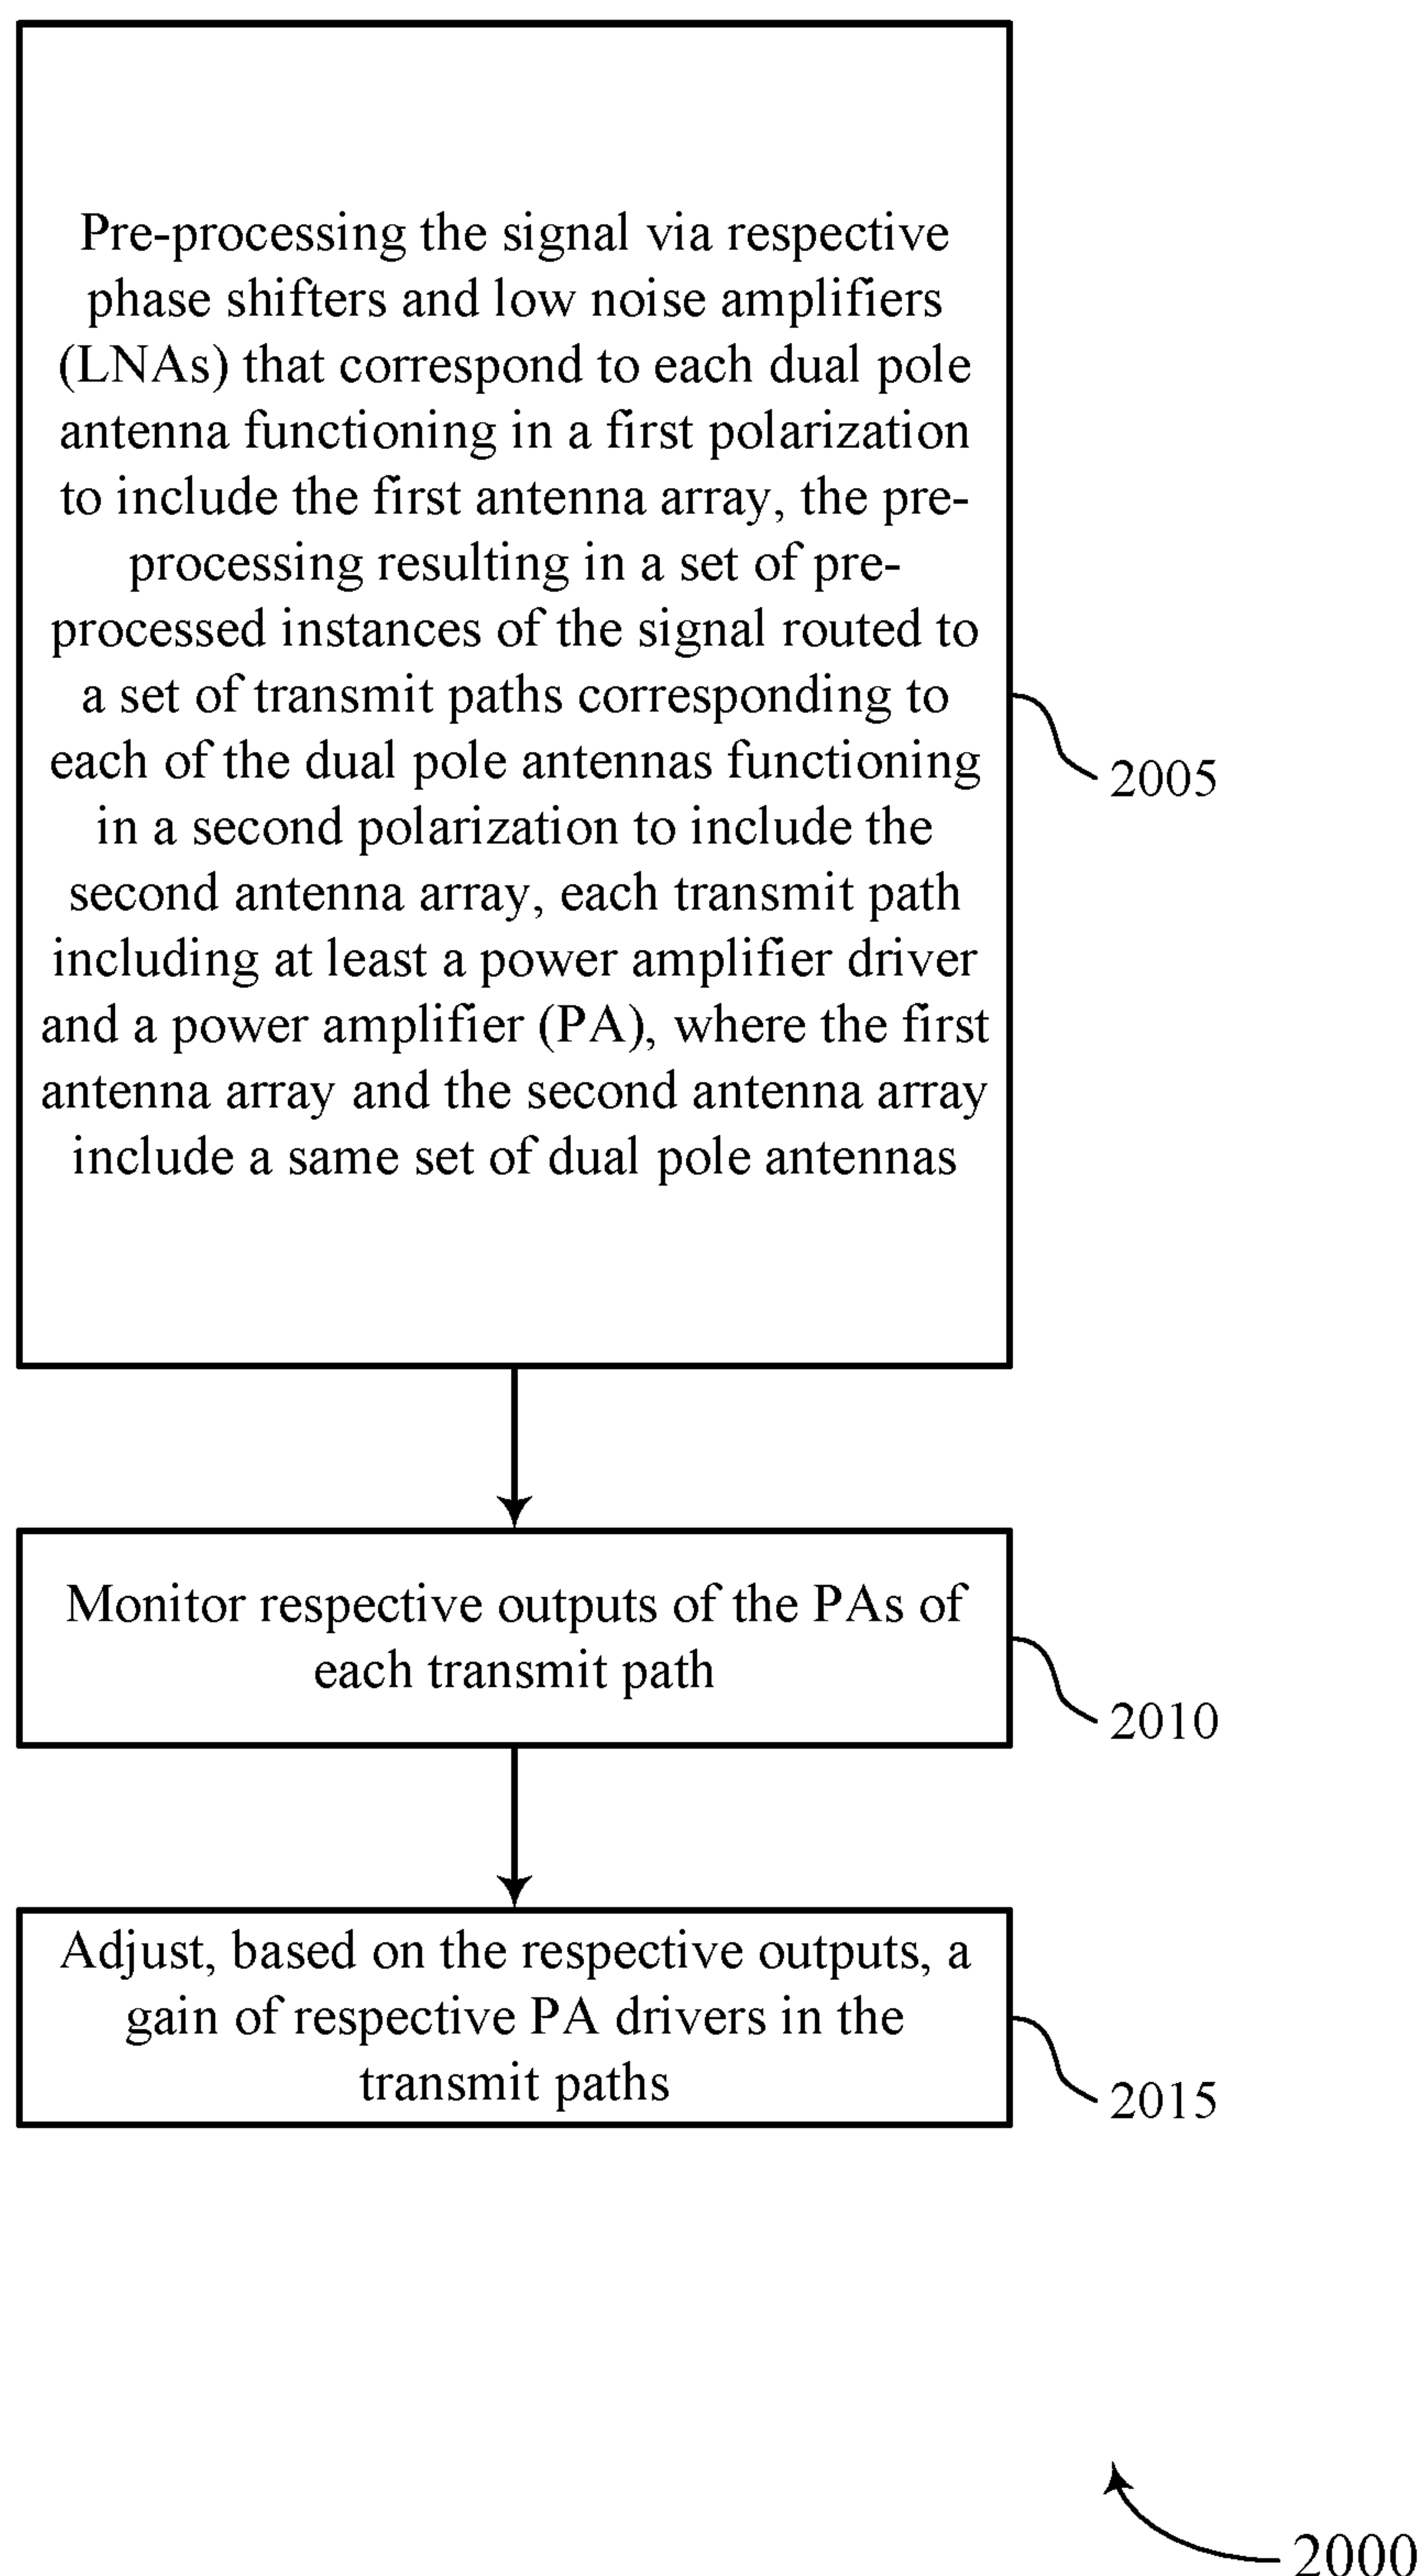 Pre-processing the signal via respective
phase shifters and low noise amplifiers
(LNAs) that correspond to each dual pole
antenna functioning in a first polarization
to include the first antenna array, the pre-
processing resulting in a set of pre-
processed instances of the signal routed to
a set of transmit paths corresponding to
each of the dual pole antennas functioning
in a second polarization to include the
second antenna array, each transmit path
including at least a power amplifier driver
and a power amplifier (PA), where the first
antenna array and the second antenna array
include a same set of dual pole antennas
2005
Monitor respective outputs of the PAs of
each transmit path
2010
Adjust, based on the respective outputs, a
gain of respective PA drivers in the
transmit paths
2015
2000